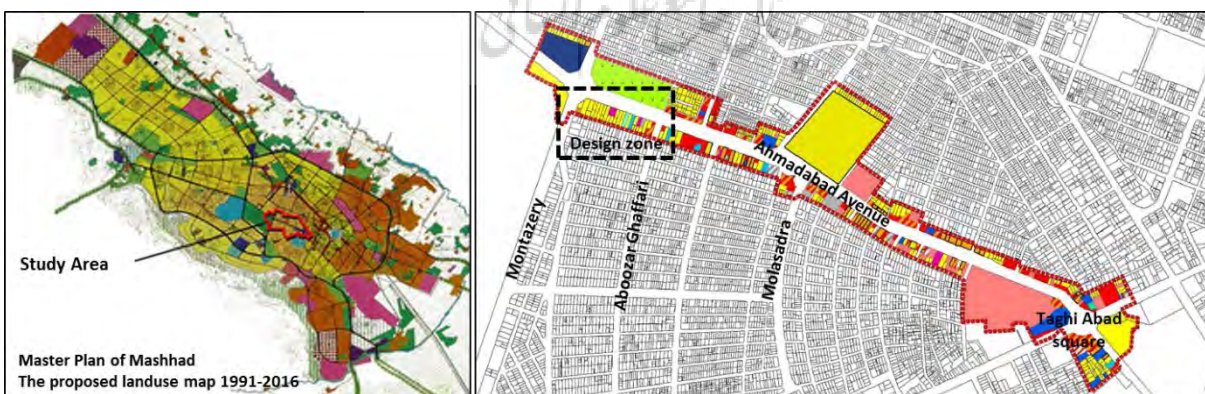 Study Area
Master Plan of Mashhad
The proposed landuse map 1991-2016
Design zone
Ahmadabad Avenue
Montazery
Aboozar Ghaffari
Molasadra
Taghi Abad
square